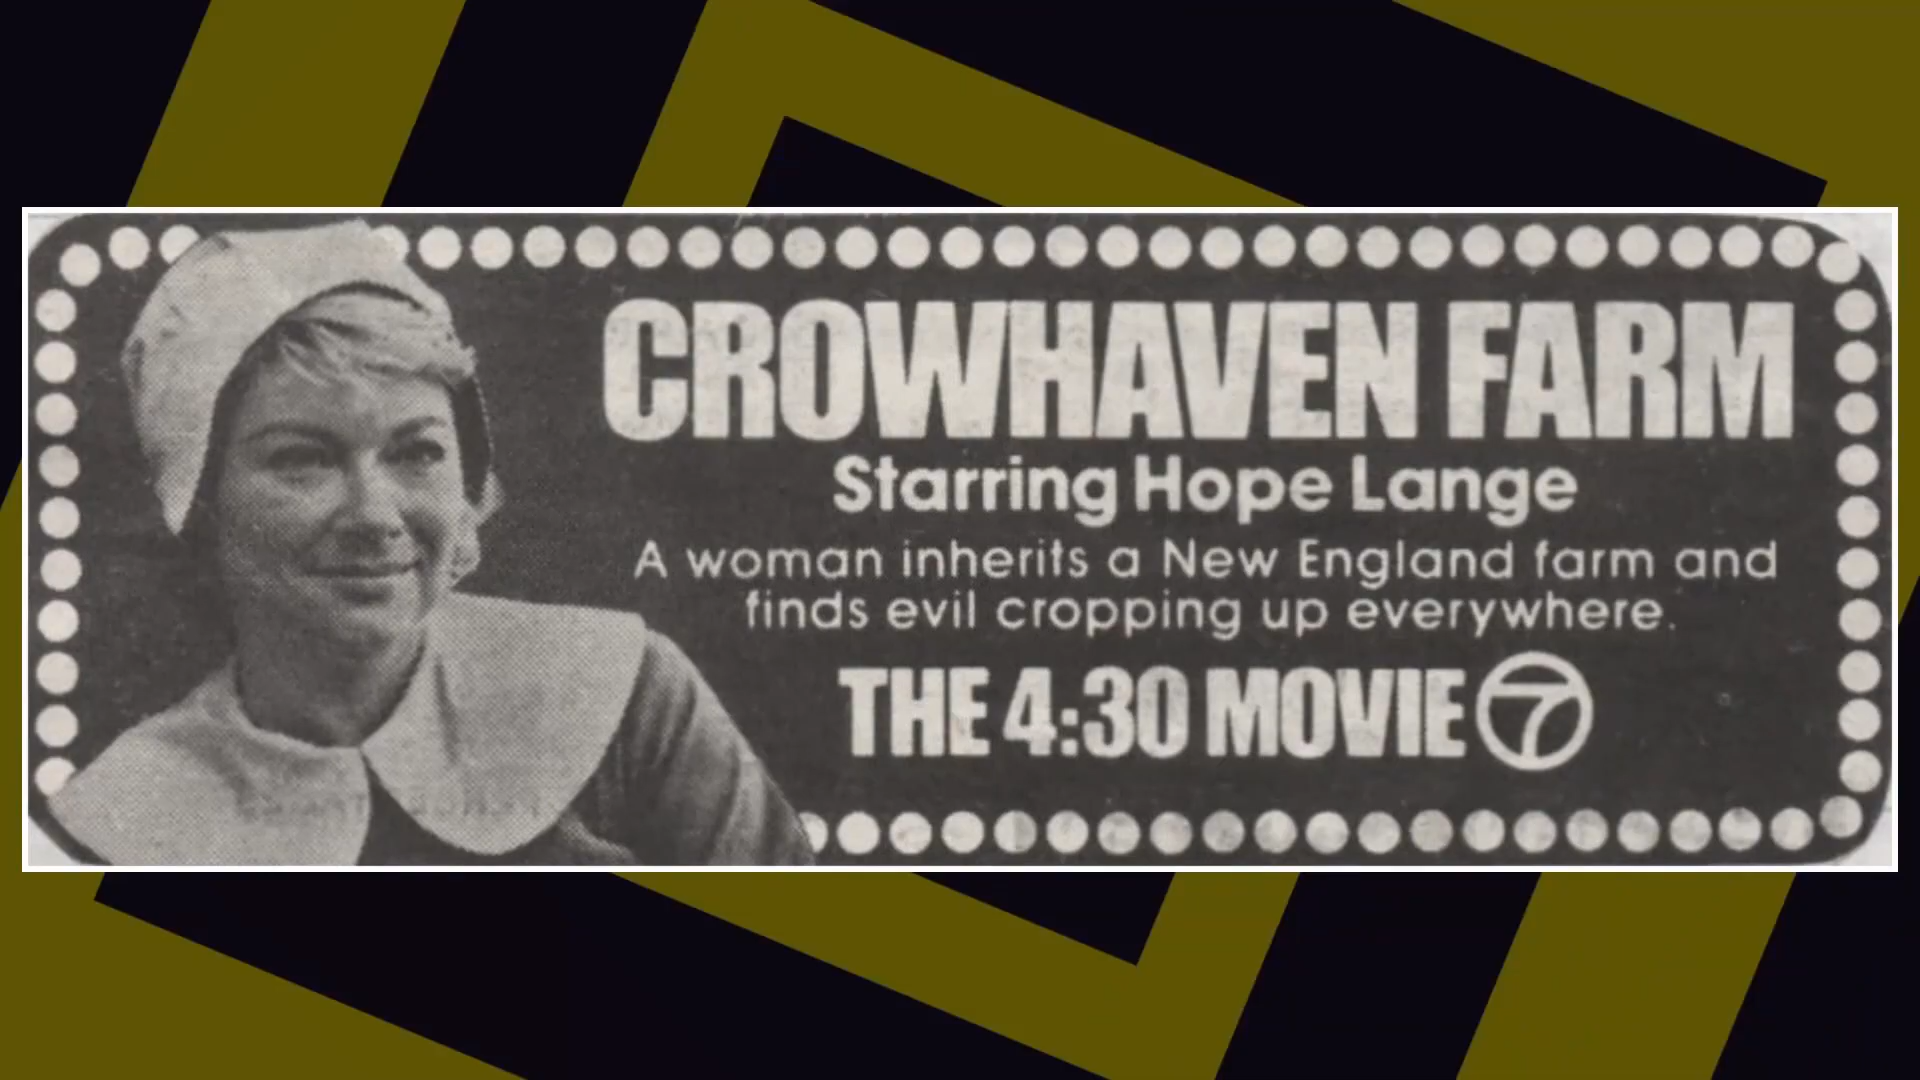 CROWHAVEN FARM
Starring Hope Lange
A woman inherits a New England farm and
finds evil cropping up everywhere.
THE 4:30 MOVIE 7